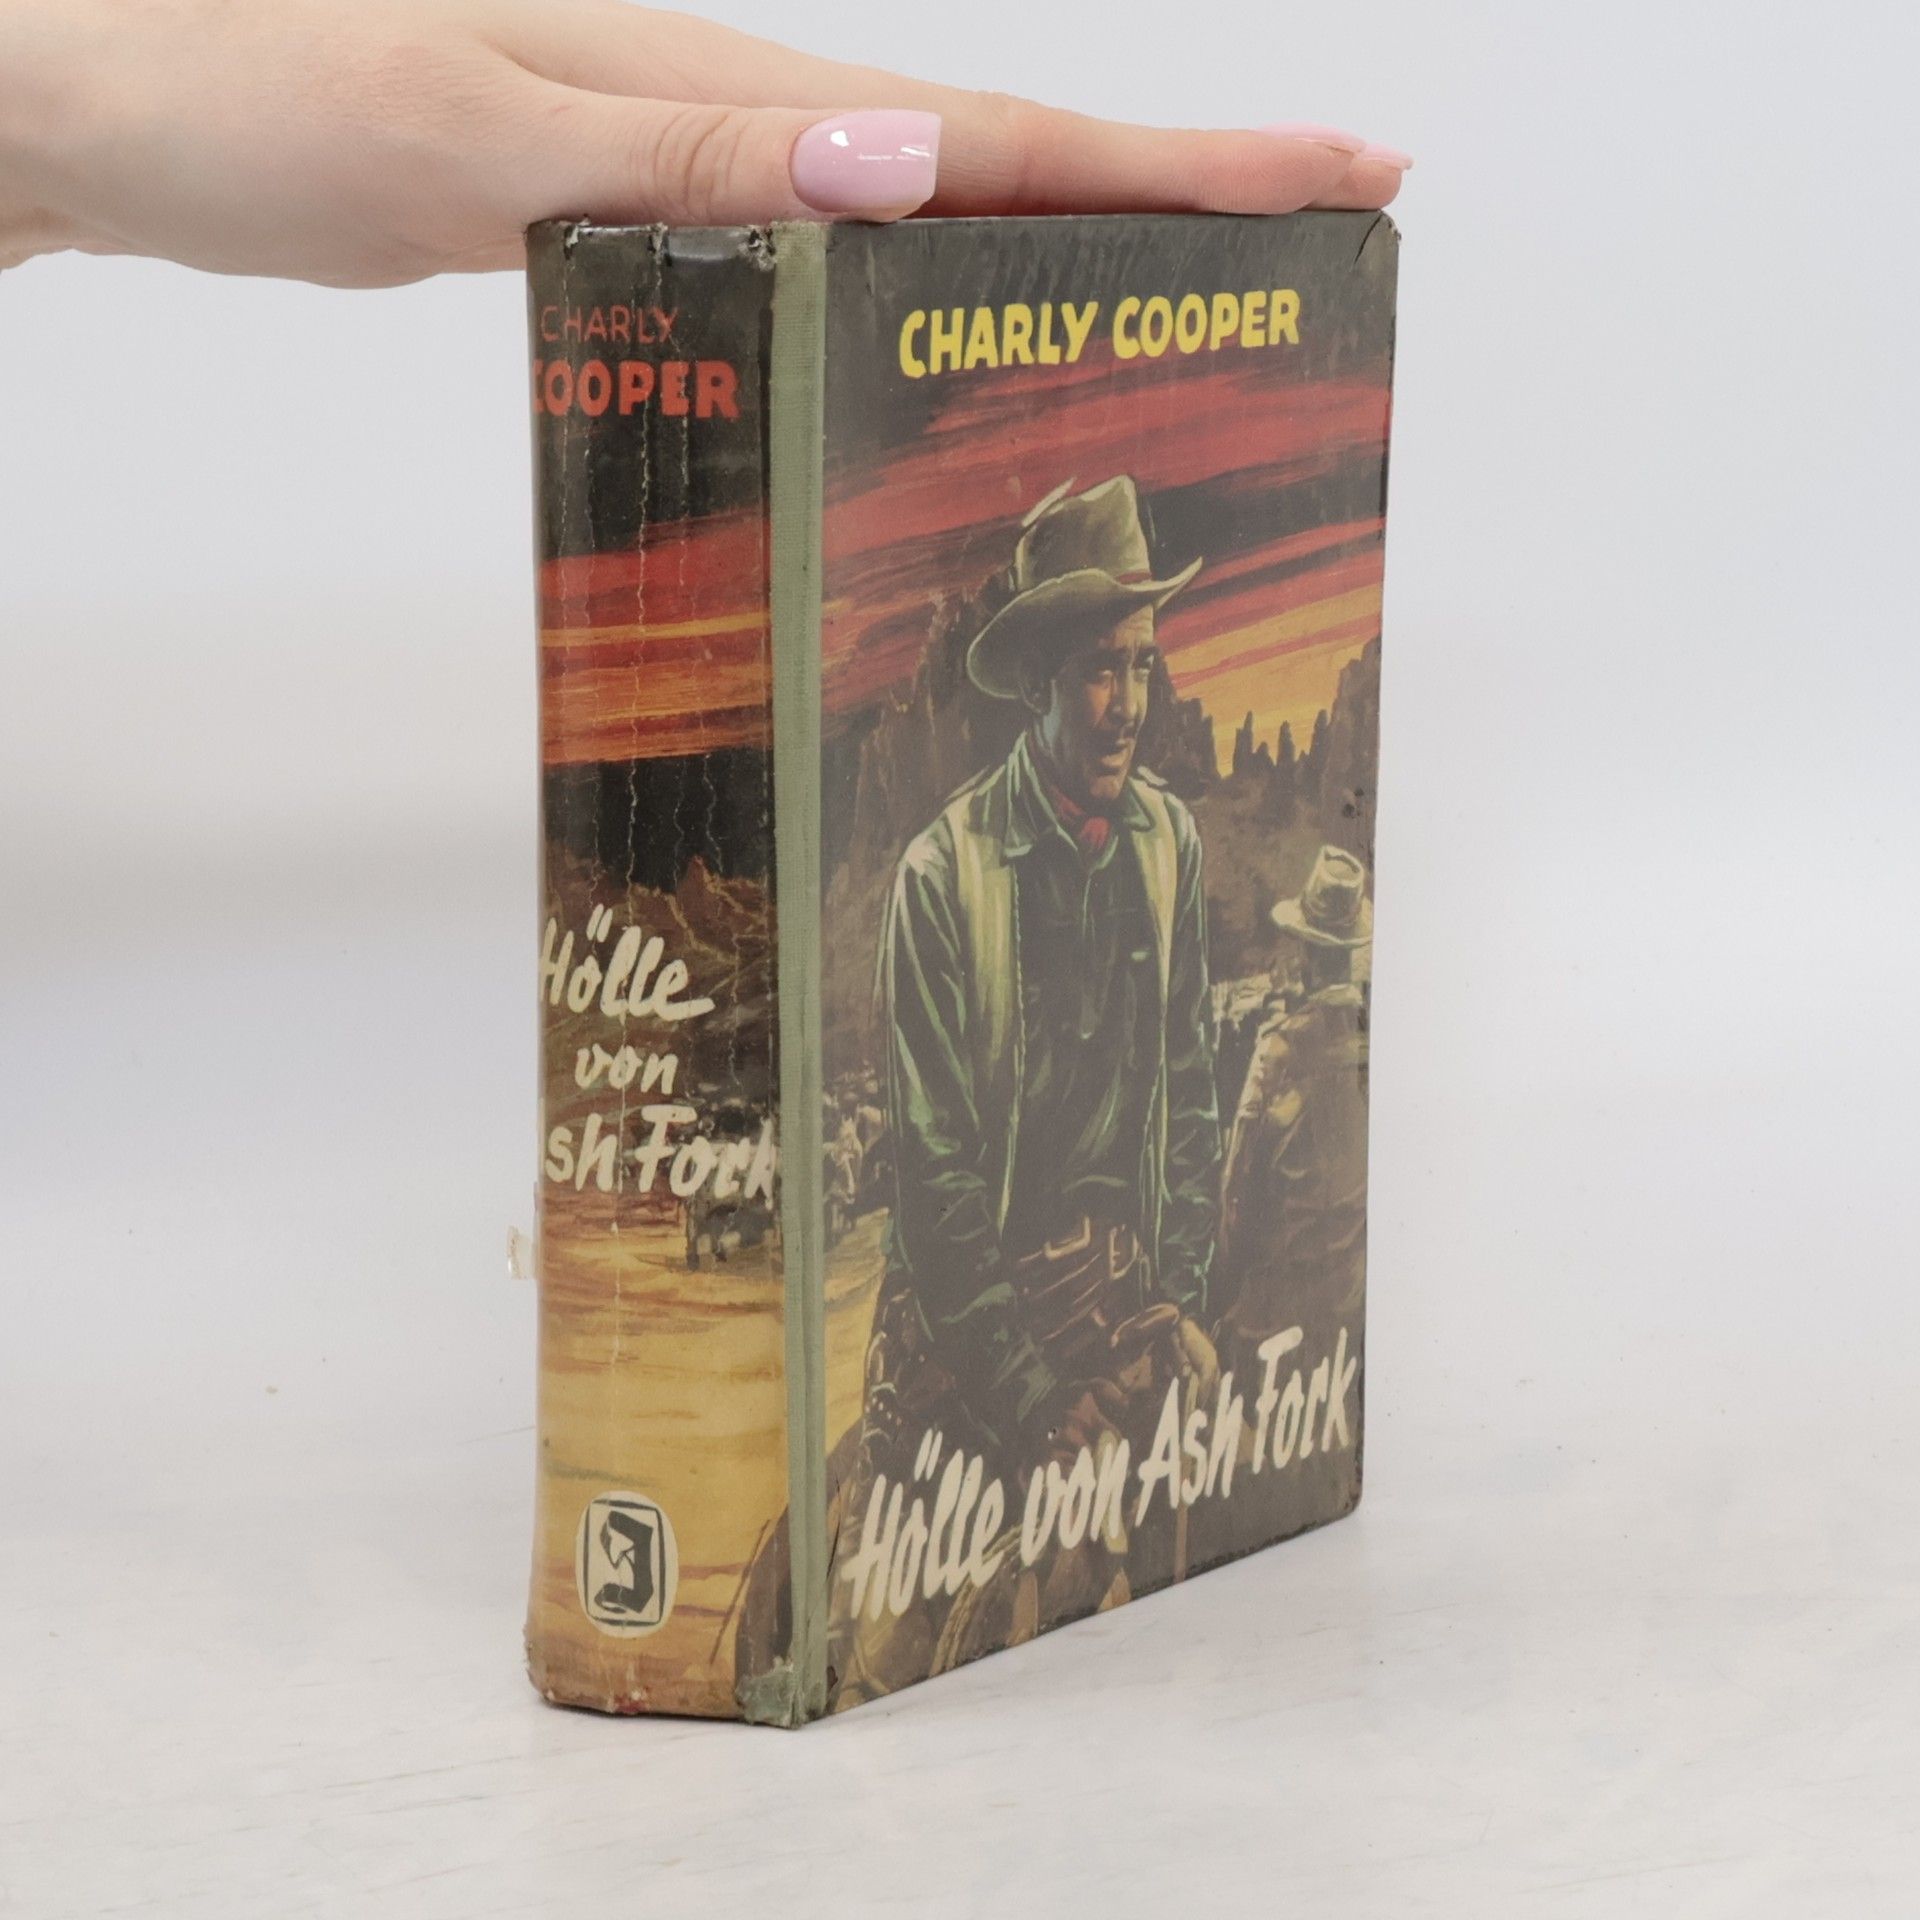 CHARLY
COOPER
Hölle
von
Ash Fork
CHARLY COOPER
Hölle von Ash Fork